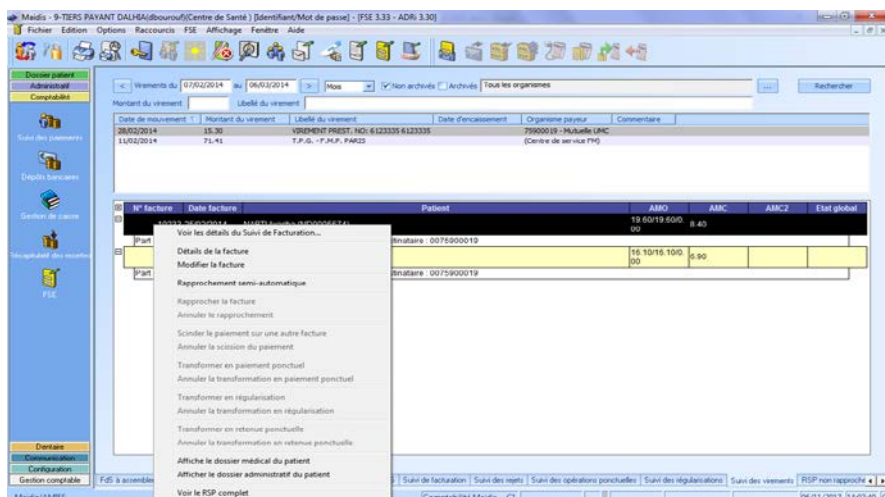 Maidis - 9-TIERS PAYANT DALHIA(dbourouf)(Centre de Santé ) [Identifiant/Mot de passe] - [FSE 3.33 - ADRi 3.30]
Fichier Edition Options Raccourcis FSE Affichage Fenêtre Aide
Dossier patient
Administratif
Comptabilité
Suivi des paiements
Dépôts bancaires
Gestion de caisse
Récapitulatif des recettes
FSE
Dentaire
Communication
Configuration
Gestion comptable
< Virements du 07/02/2014 au 06/03/2014 > Mois Non archivés Archivés Tous les organismes ... Rechercher
Montant du virement Libellé du virement
Date de mouvement Montant du virement Libellé du virement Date d'encaissement Organisme payeur Commentaire
28/02/2014 15.30 VIREMENT PREST. NO: 6123335 6123335 75900019 - Mutuelle UMC
11/02/2014 71.41 T.P.G. -F.M.P. PARIS (Centre de service FM)
N° facture Date facture Patient AMO AMC AMC2 Etat global
19.60/19.60/0.00 8.40
Part tinataire : 0075900019
16.10/16.10/0.00 6.90
Part tinataire : 0075900019
Voir les détails du Suivi de Facturation...
Détails de la facture
Modifier la facture
Rapprochement semi-automatique
Rapprocher la facture
Annuler le rapprochement
Scinder le paiement sur une autre facture
Annuler la scission du paiement
Transformer en paiement ponctuel
Annuler la transformation en paiement ponctuel
Transformer en régularisation
Annuler la transformation en régularisation
Transformer en retenue ponctuelle
Annuler la transformation en retenue ponctuelle
Affiche le dossier médical du patient
Afficher le dossier administratif du patient
Voir le RSP complet
FdS à assembler Suivi de facturation Suivi des rejets Suivi des opérations ponctuelles Suivi des régularisations Suivi des virements RSP non rapproché